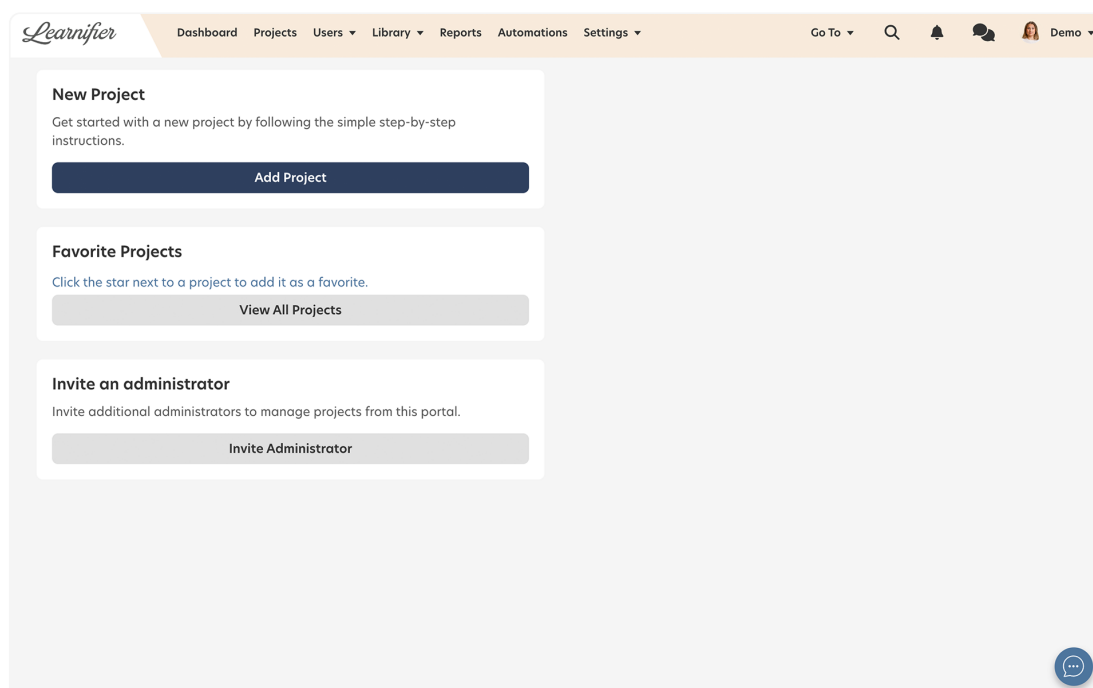 Learnifier
Dashboard
Projects
Users
Library
Reports
Automations
Settings
Go To
Demo
New Project
Get started with a new project by following the simple step-by-step
instructions.
Add Project
Favorite Projects
Click the star next to a project to add it as a favorite.
View All Projects
Invite an administrator
Invite additional administrators to manage projects from this portal.
Invite Administrator